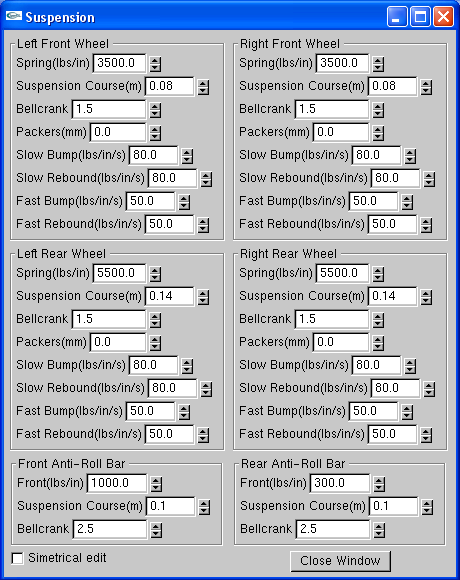 Suspension
Left Front Wheel
Spring(lbs/in) 3500.0
Suspension Course(m) 0.08
Bellcrank 1.5
Packers(mm) 0.0
Slow Bump(lbs/in/s) 80.0
Slow Rebound(lbs/in/s) 80.0
Fast Bump(lbs/in/s) 50.0
Fast Rebound(lbs/in/s) 50.0
Right Front Wheel
Spring(lbs/in) 3500.0
Suspension Course(m) 0.08
Bellcrank 1.5
Packers(mm) 0.0
Slow Bump(lbs/in/s) 80.0
Slow Rebound(lbs/in/s) 80.0
Fast Bump(lbs/in/s) 50.0
Fast Rebound(lbs/in/s) 50.0
Left Rear Wheel
Spring(lbs/in) 5500.0
Suspension Course(m) 0.14
Bellcrank 1.5
Packers(mm) 0.0
Slow Bump(lbs/in/s) 80.0
Slow Rebound(lbs/in/s) 80.0
Fast Bump(lbs/in/s) 50.0
Fast Rebound(lbs/in/s) 50.0
Right Rear Wheel
Spring(lbs/in) 5500.0
Suspension Course(m) 0.14
Bellcrank 1.5
Packers(mm) 0.0
Slow Bump(lbs/in/s) 80.0
Slow Rebound(lbs/in/s) 80.0
Fast Bump(lbs/in/s) 50.0
Fast Rebound(lbs/in/s) 50.0
Front Anti-Roll Bar
Front(lbs/in) 1000.0
Suspension Course(m) 0.1
Bellcrank 2.5
Rear Anti-Roll Bar
Front(lbs/in) 300.0
Suspension Course(m) 0.1
Bellcrank 2.5
Simetrical edit
Close Window